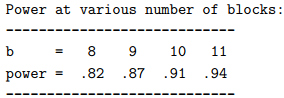 Power at various number of blocks:
----------------------------
b     =   8    9    10   11
power =  .82  .87  .91  .94
----------------------------